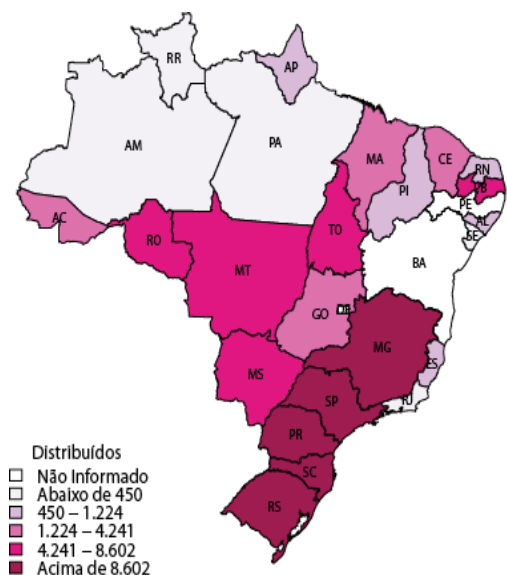 RR
AP
AM
PA
MA
CE
RN
PB
PI
PE
AL
SE
AC
RO
TO
MT
BA
GO
DF
MG
ES
MS
SP
RJ
PR
SC
RS
Distribuídos
Não Informado
Abaixo de 450
450 – 1.224
1.224 – 4.241
4.241 – 8.602
Acima de 8.602